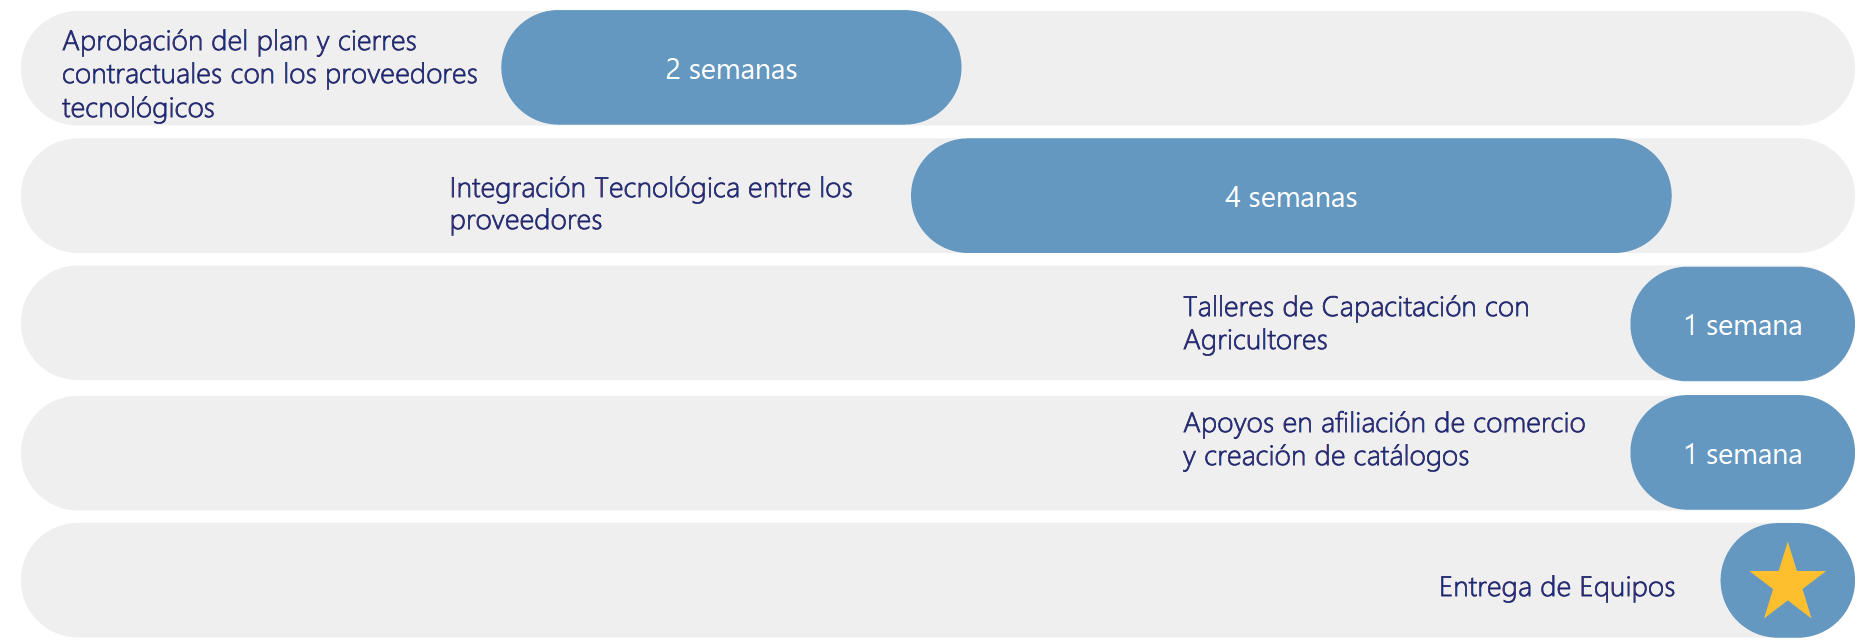 Aprobación del plan y cierres
contractuales con los proveedores
tecnológicos
2 semanas
Integración Tecnológica entre los
proveedores
4 semanas
Talleres de Capacitación con
Agricultores
1 semana
Apoyos en afiliación de comercio
y creación de catálogos
1 semana
Entrega de Equipos